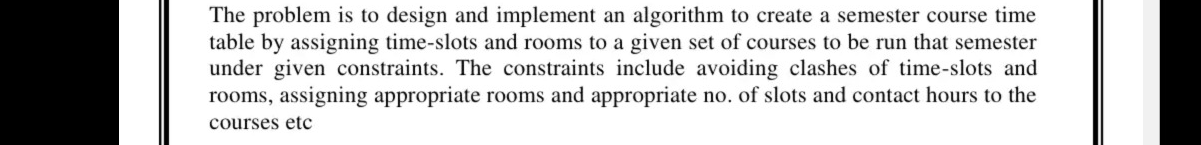 The problem is to design and implement an algorithm to create a semester course time
table by assigning time-slots and rooms to a given set of courses to be run that semester
under given constraints. The constraints include avoiding clashes of time-slots and
rooms, assigning appropriate rooms and appropriate no. of slots and contact hours to the
courses etc